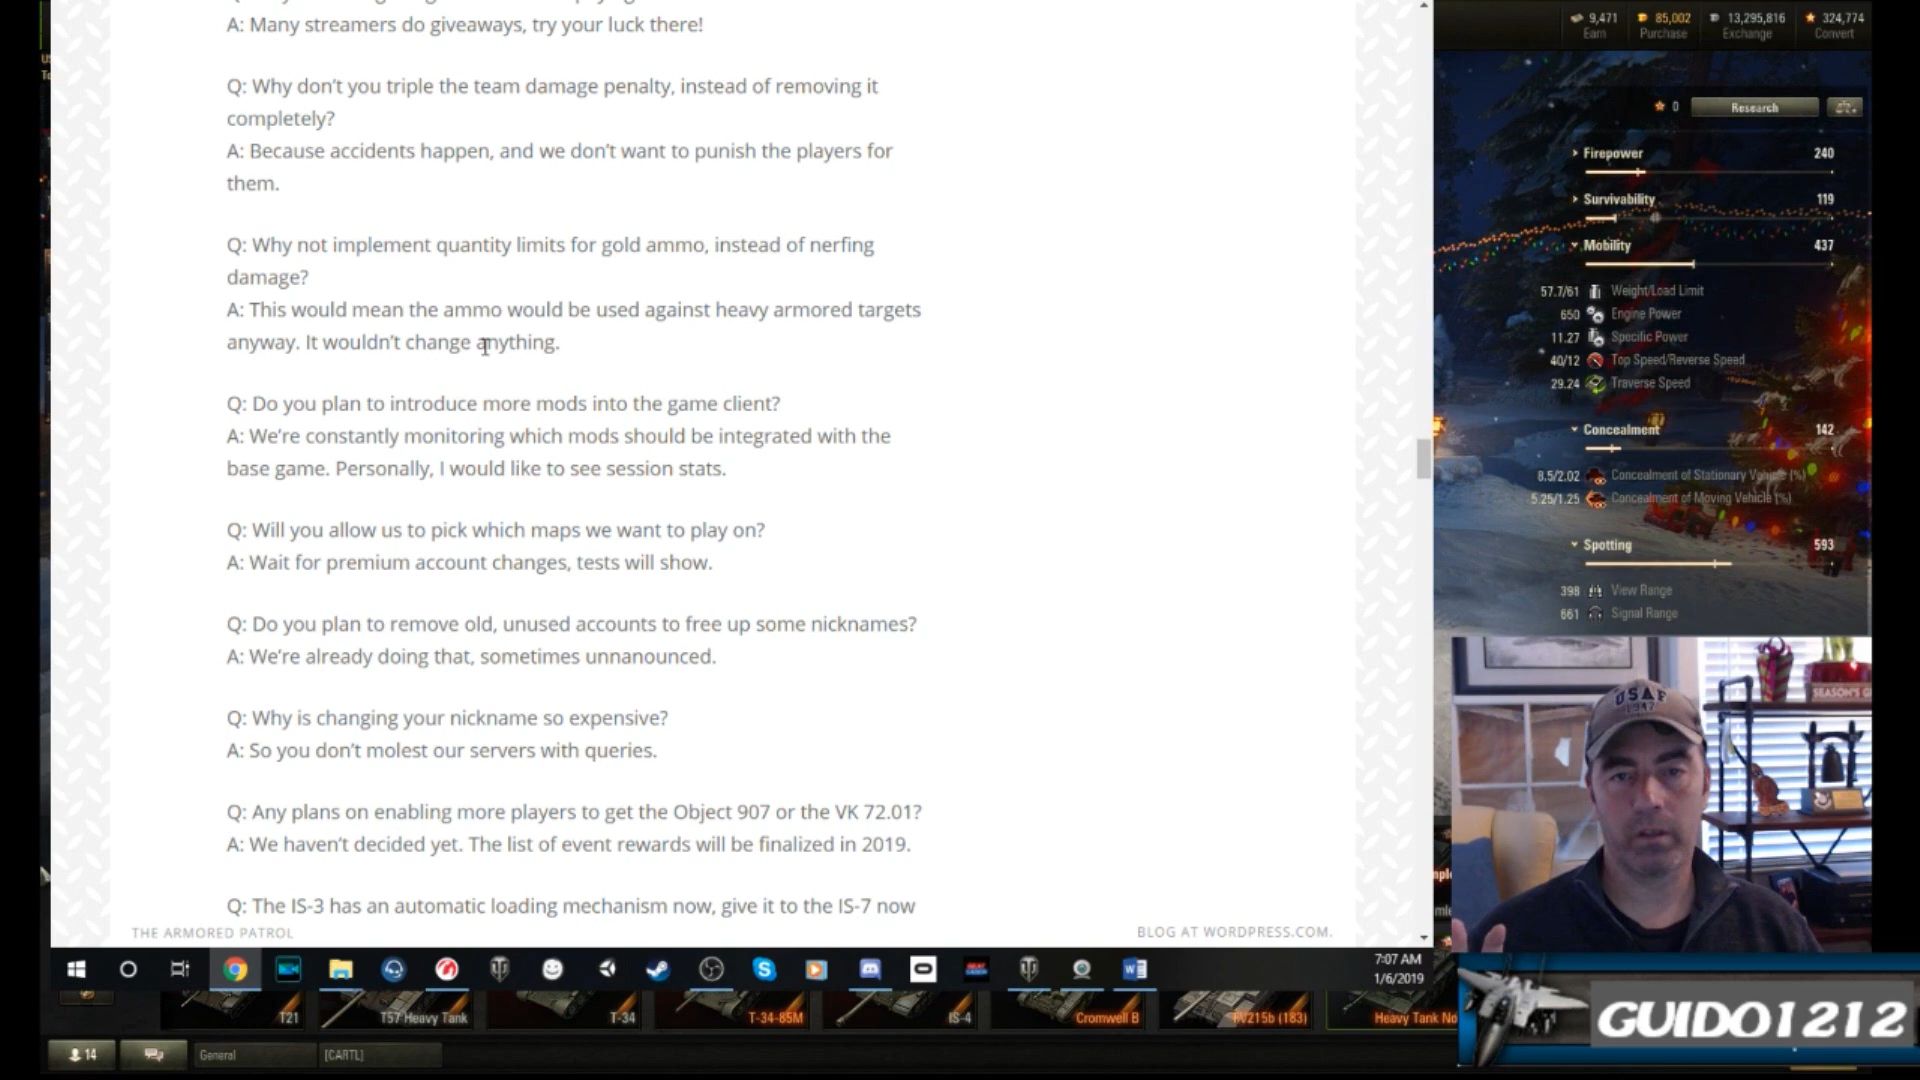 A: Many streamers do giveaways, try your luck there!
Q: Why don't you triple the team damage penalty, instead of removing it
completely?
A: Because accidents happen, and we don't want to punish the players for
them.
Q: Why not implement quantity limits for gold ammo, instead of nerfing
damage?
A: This would mean the ammo would be used against heavy armored targets
anyway. It wouldn't change anything.
Q: Do you plan to introduce more mods into the game client?
A: We're constantly monitoring which mods should be integrated with the
base game. Personally, I would like to see session stats.
Q: Will you allow us to pick which maps we want to play on?
A: Wait for premium account changes, tests will show.
Q: Do you plan to remove old, unused accounts to free up some nicknames?
A: We're already doing that, sometimes unnanounced.
Q: Why is changing your nickname so expensive?
A: So you don't molest our servers with queries.
Q: Any plans on enabling more players to get the Object 907 or the VK 72.01?
A: We haven't decided yet. The list of event rewards will be finalized in 2019.
Q: The IS-3 has an automatic loading mechanism now, give it to the IS-7 now
THE ARMORED PATROL
BLOG AT WORDPRESS.COM.
9,471 85,002 13,295,816 324,774
Earn Purchase Exchange Convert
0 Research
Firepower 240
Survivability 119
Mobility 437
57.7/61 Weight/Load Limit
650 Engine Power
11.27 Specific Power
40/12 Top Speed/Reverse Speed
29.24 Traverse Speed
Concealment 142
8.5/2.02 Concealment of Stationary Vehicle (%)
5.25/1.25 Concealment of Moving Vehicle (%)
Spotting 593
398 View Range
661 Signal Range
SEASON'S
USAF
1947
7:07 AM
1/6/2019
T21 T57 Heavy Tank T-34 T-34-85M IS-4 Cromwell B FV215b (183) Heavy Tank No
14 General [CARTL]
GUIDO1212